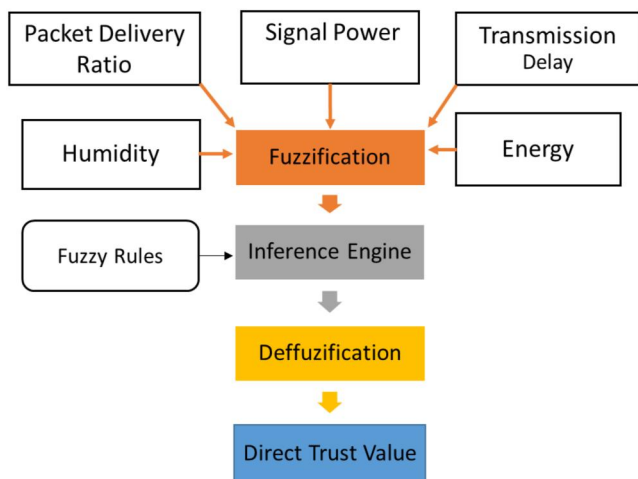 Packet Delivery
Ratio
Signal Power
Transmission
Delay
Humidity
Fuzzification
Energy
Fuzzy Rules
Inference Engine
Deffuzification
Direct Trust Value